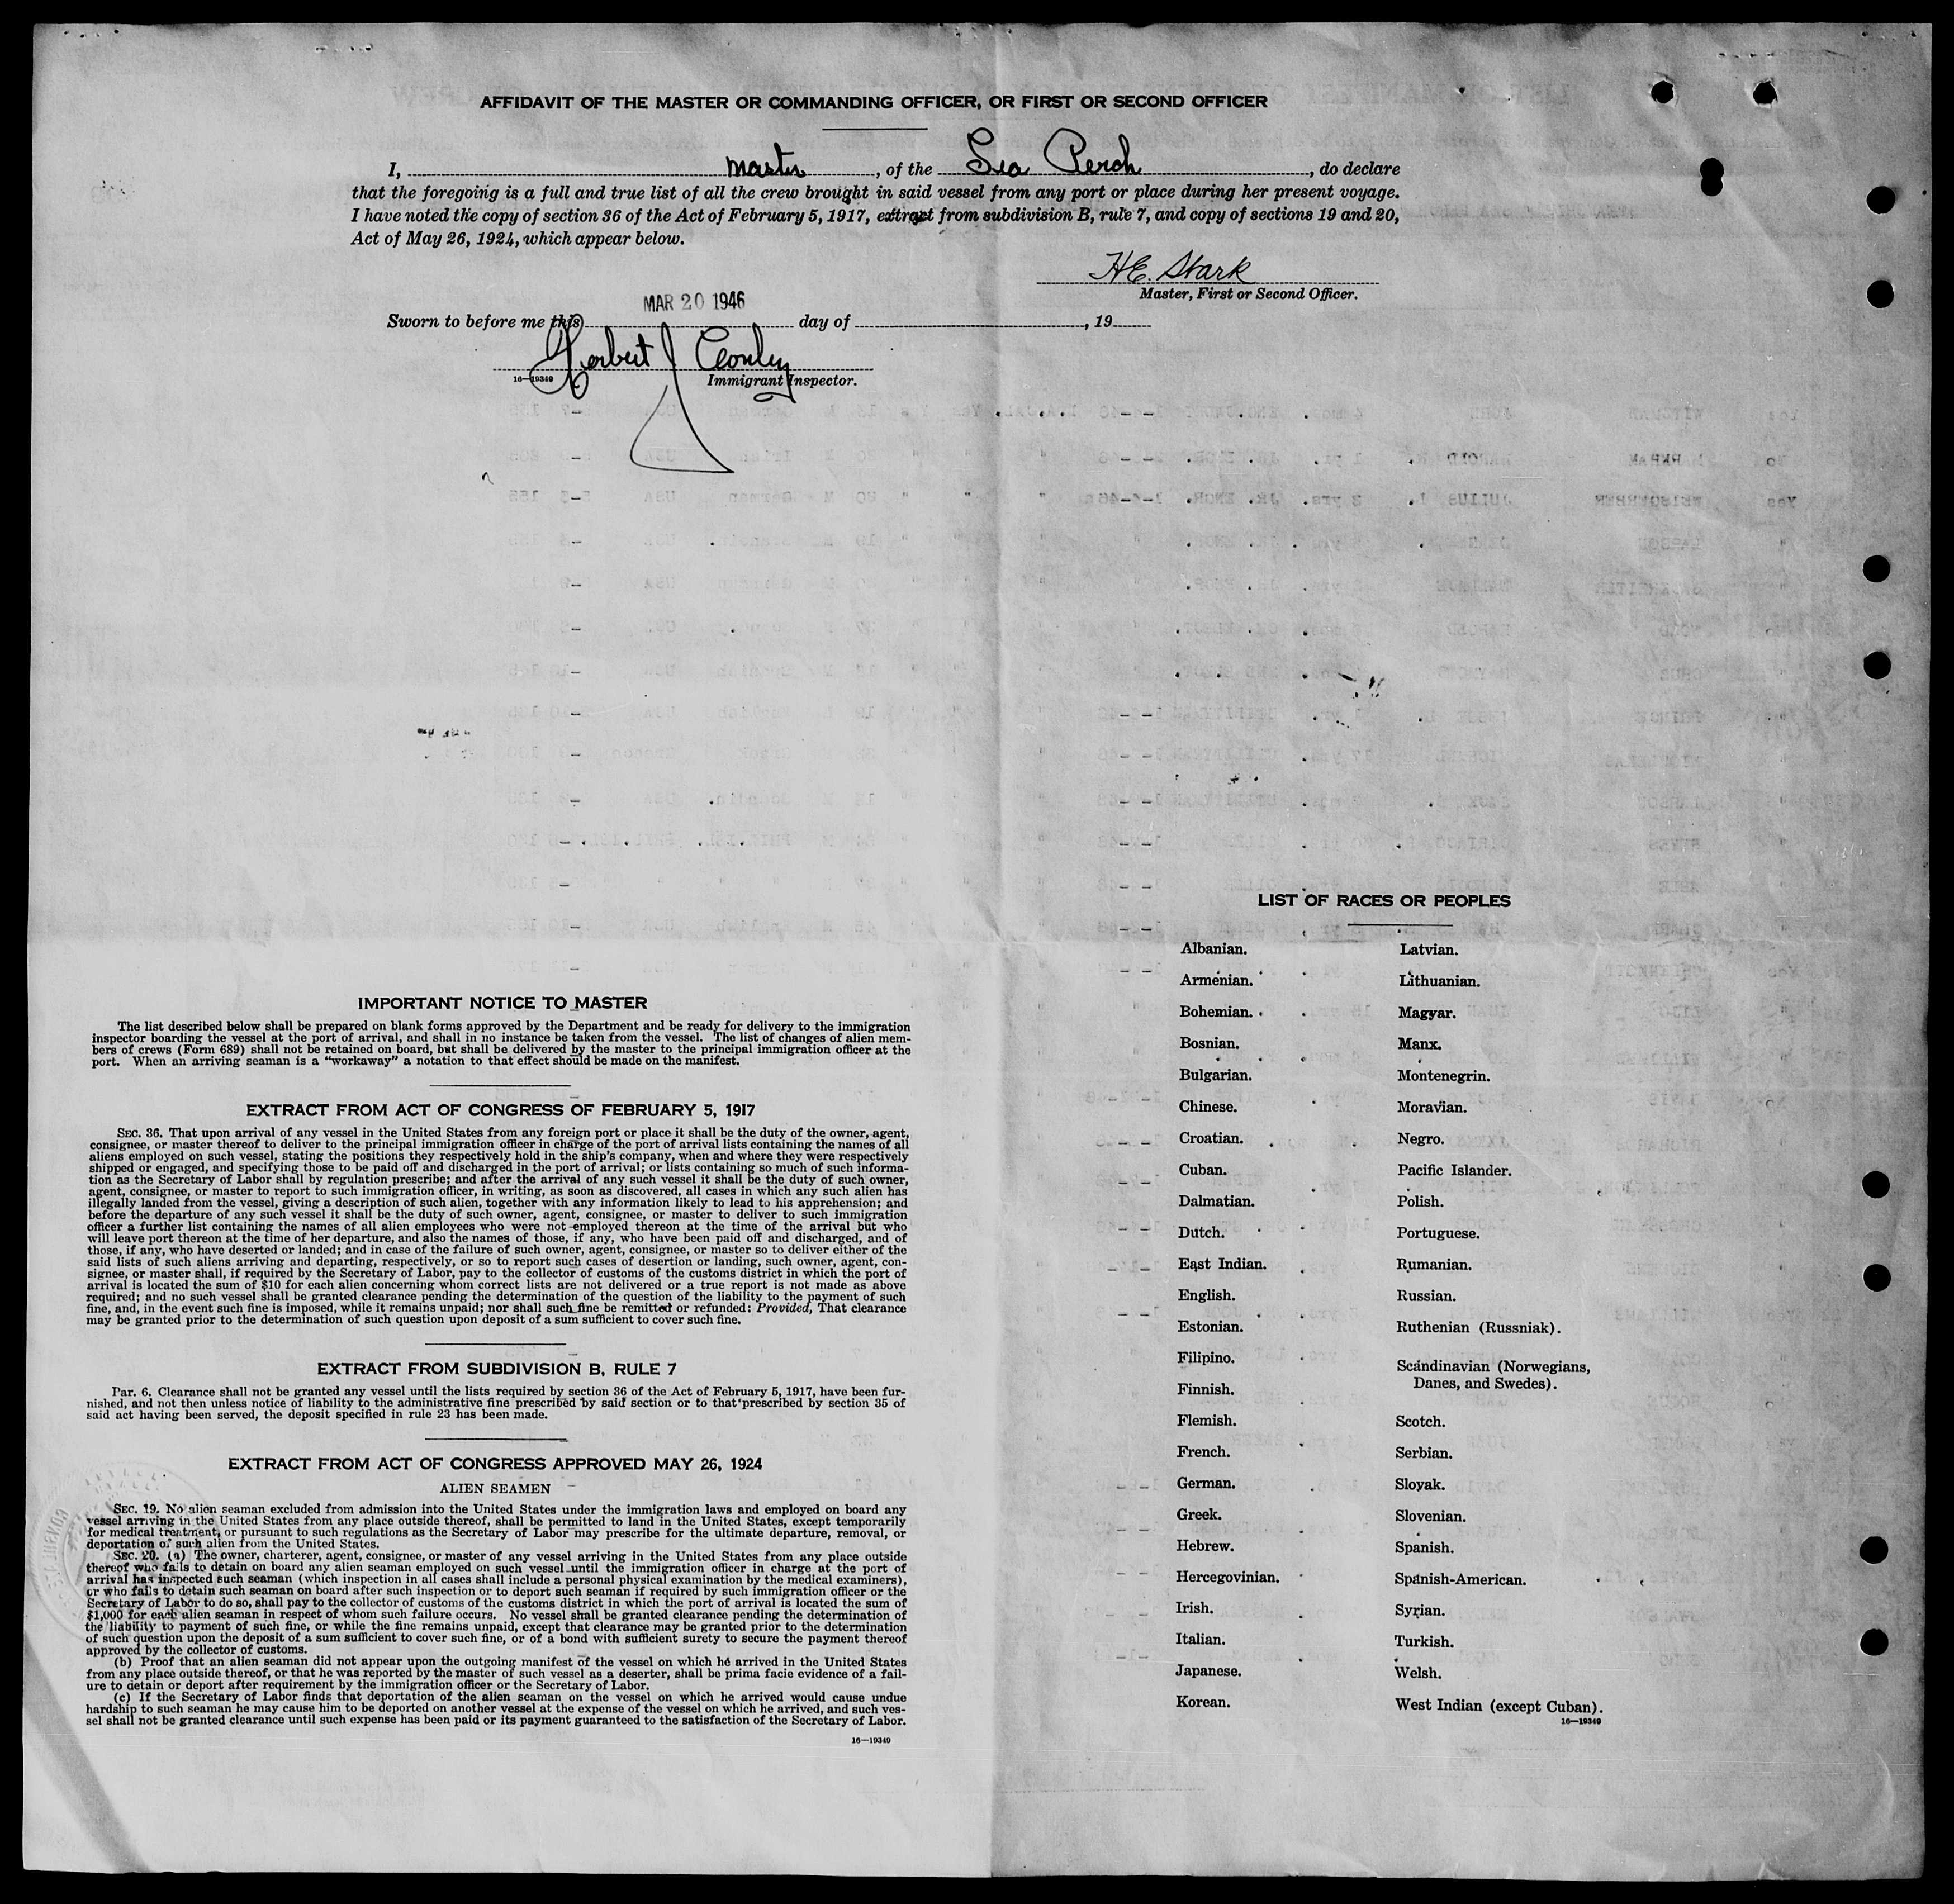 AFFIDAVIT OF THE MASTER OR COMMANDING OFFICER, OR FIRST OR SECOND OFFICER
I, master, of the Sea Perch, do declare
that the foregoing is a full and true list of all the crew brought in said vessel from any port or place during her present voyage.
I have noted the copy of section 36 of the Act of February 5, 1917, extract from subdivision B, rule 7, and copy of sections 19 and 20,
Act of May 26, 1924, which appear below.
HE. Stark
Master, First or Second Officer.
MAR 20 1946
Sworn to before me this day of , 19
Herbert J Conley
16—19349 Immigrant Inspector.
IMPORTANT NOTICE TO MASTER
The list described below shall be prepared on blank forms approved by the Department and be ready for delivery to the immigration
inspector boarding the vessel at the port of arrival, and shall in no instance be taken from the vessel. The list of changes of alien mem-
bers of crews (Form 689) shall not be retained on board, but shall be delivered by the master to the principal immigration officer at the
port. When an arriving seaman is a “workaway” a notation to that effect should be made on the manifest.
EXTRACT FROM ACT OF CONGRESS OF FEBRUARY 5, 1917
SEC. 36. That upon arrival of any vessel in the United States from any foreign port or place it shall be the duty of the owner, agent,
consignee, or master thereof to deliver to the principal immigration officer in charge of the port of arrival lists containing the names of all
aliens employed on such vessel, stating the positions they respectively hold in the ship's company, when and where they were respectively
shipped or engaged, and specifying those to be paid off and discharged in the port of arrival; or lists containing so much of such informa-
tion as the Secretary of Labor shall by regulation prescribe; and after the arrival of any such vessel it shall be the duty of such owner,
agent, consignee, or master to report to such immigration officer, in writing, as soon as discovered, all cases in which any such alien has
illegally landed from the vessel, giving a description of such alien, together with any information likely to lead to his apprehension; and
before the departure of any such vessel it shall be the duty of such owner, agent, consignee, or master to deliver to such immigration
officer a further list containing the names of all alien employees who were not employed thereon at the time of the arrival but who
will leave port thereon at the time of her departure, and also the names of those, if any, who have been paid off and discharged, and of
those, if any, who have deserted or landed; and in case of the failure of such owner, agent, consignee, or master so to deliver either of the
said lists of such aliens arriving and departing, respectively, or so to report such cases of desertion or landing, such owner, agent, con-
signee, or master shall, if required by the Secretary of Labor, pay to the collector of customs of the customs district in which the port of
arrival is located the sum of $10 for each alien concerning whom correct lists are not delivered or a true report is not made as above
required; and no such vessel shall be granted clearance pending the determination of the question of the liability to the payment of such
fine, and, in the event such fine is imposed, while it remains unpaid; nor shall such fine be remitted or refunded: Provided, That clearance
may be granted prior to the determination of such question upon deposit of a sum sufficient to cover such fine.
EXTRACT FROM SUBDIVISION B, RULE 7
Par. 6. Clearance shall not be granted any vessel until the lists required by section 36 of the Act of February 5, 1917, have been fur-
nished, and not then unless notice of liability to the administrative fine prescribed by said section or to that prescribed by section 35 of
said act having been served, the deposit specified in rule 23 has been made.
EXTRACT FROM ACT OF CONGRESS APPROVED MAY 26, 1924
ALIEN SEAMEN
SEC. 19. No alien seaman excluded from admission into the United States under the immigration laws and employed on board any
vessel arriving in the United States from any place outside thereof, shall be permitted to land in the United States, except temporarily
for medical treatment, or pursuant to such regulations as the Secretary of Labor may prescribe for the ultimate departure, removal, or
deportation of such alien from the United States.
SEC. 20. (a) The owner, charterer, agent, consignee, or master of any vessel arriving in the United States from any place outside
thereof who fails to detain on board any alien seaman employed on such vessel until the immigration officer in charge at the port of
arrival has inspected such seaman (which inspection in all cases shall include a personal physical examination by the medical examiners),
or who fails to detain such seaman on board after such inspection or to deport such seaman if required by such immigration officer or the
Secretary of Labor to do so, shall pay to the collector of customs of the customs district in which the port of arrival is located the sum of
$1,000 for each alien seaman in respect of whom such failure occurs. No vessel shall be granted clearance pending the determination of
the liability to payment of such fine, or while the fine remains unpaid, except that clearance may be granted prior to the determination
of such question upon the deposit of a sum sufficient to cover such fine, or of a bond with sufficient surety to secure the payment thereof
approved by the collector of customs.
(b) Proof that an alien seaman did not appear upon the outgoing manifest of the vessel on which he arrived in the United States
from any place outside thereof, or that he was reported by the master of such vessel as a deserter, shall be prima facie evidence of a fail-
ure to detain or deport after requirement by the immigration officer or the Secretary of Labor.
(c) If the Secretary of Labor finds that deportation of the alien seaman on the vessel on which he arrived would cause undue
hardship to such seaman he may cause him to be deported on another vessel at the expense of the vessel on which he arrived, and such ves-
sel shall not be granted clearance until such expense has been paid or its payment guaranteed to the satisfaction of the Secretary of Labor.
16—19349
LIST OF RACES OR PEOPLES
Albanian.
Armenian.
Bohemian.
Bosnian.
Bulgarian.
Chinese.
Croatian.
Cuban.
Dalmatian.
Dutch.
East Indian.
English.
Estonian.
Filipino.
Finnish.
Flemish.
French.
German.
Greek.
Hebrew.
Hercegovinian.
Irish.
Italian.
Japanese.
Korean.
Latvian.
Lithuanian.
Magyar.
Manx.
Montenegrin.
Moravian.
Negro.
Pacific Islander.
Polish.
Portuguese.
Rumanian.
Russian.
Ruthenian (Russniak).
Scandinavian (Norwegians,
Danes, and Swedes).
Scotch.
Serbian.
Slovak.
Slovenian.
Spanish.
Spanish-American.
Syrian.
Turkish.
Welsh.
West Indian (except Cuban).
16—19349